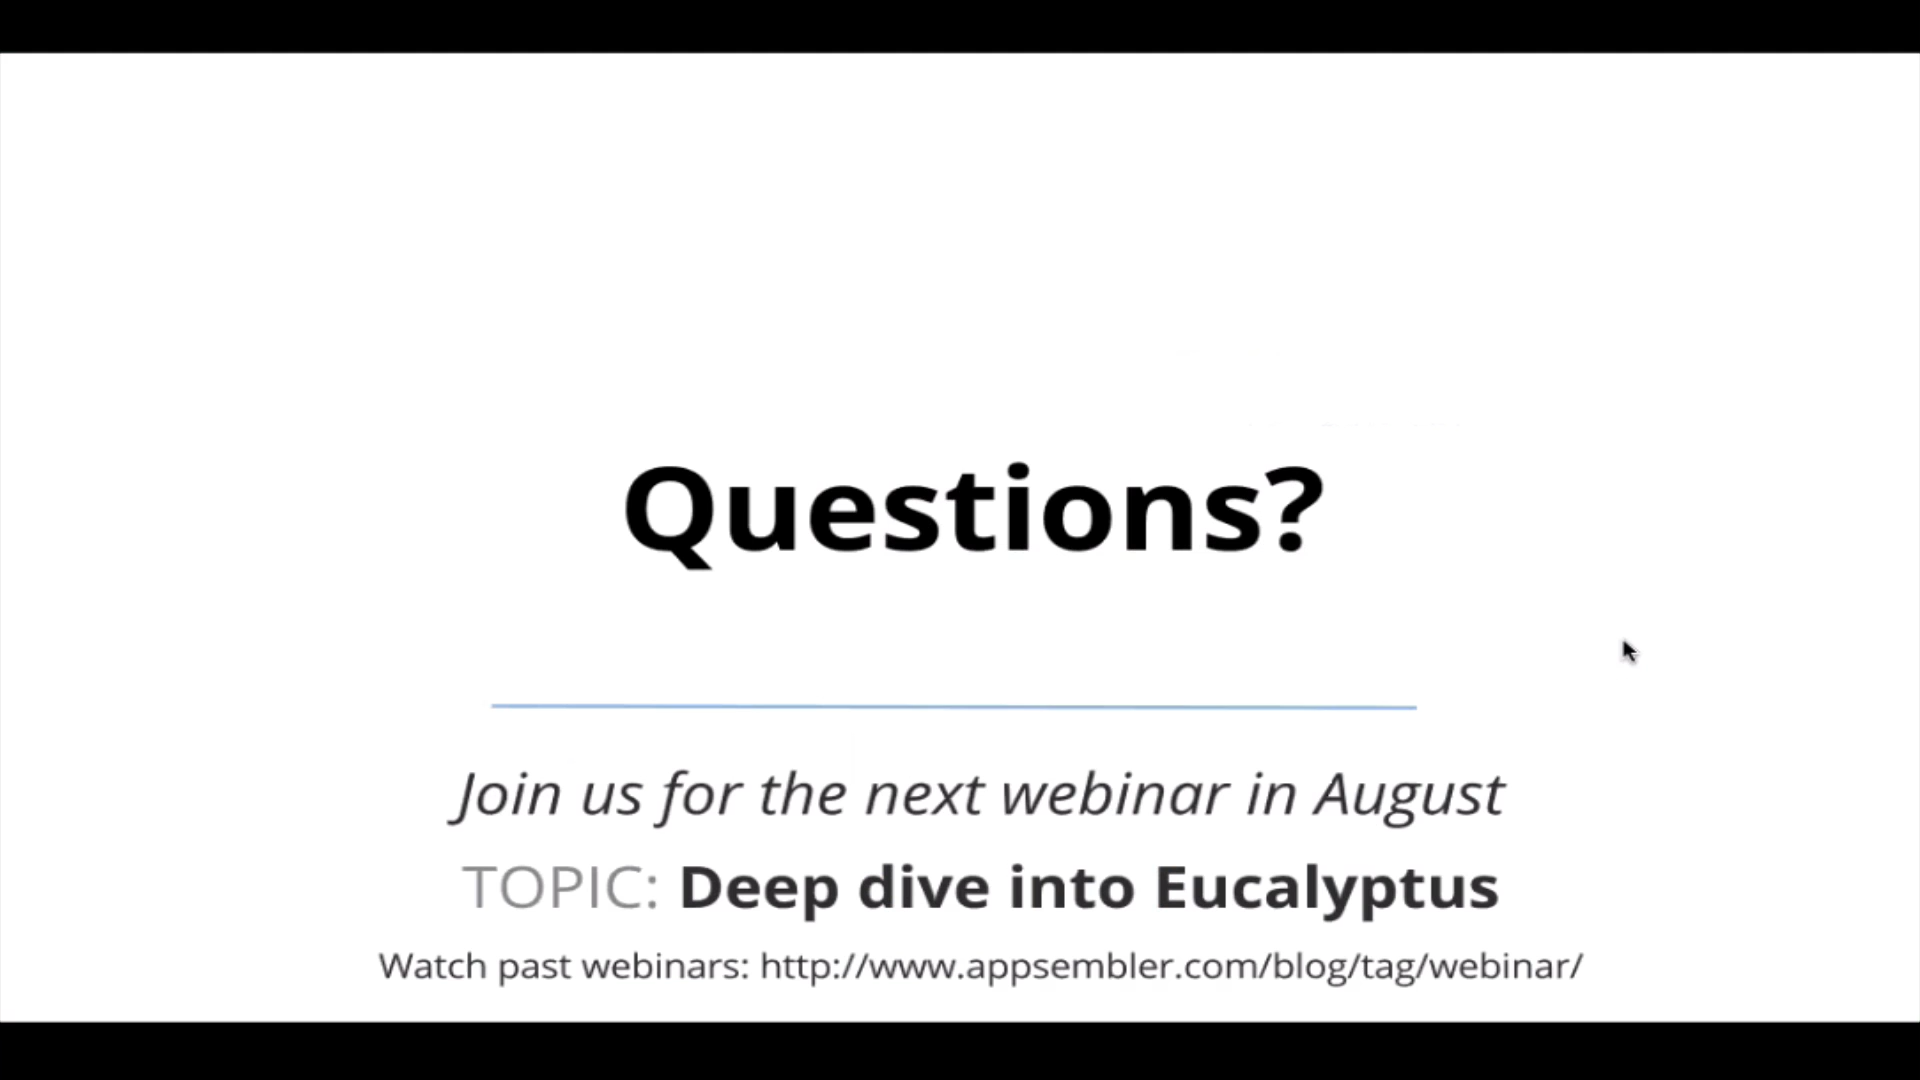 Questions?
Join us for the next webinar in August
TOPIC: Deep dive into Eucalyptus
Watch past webinars: http://www.appsembler.com/blog/tag/webinar/